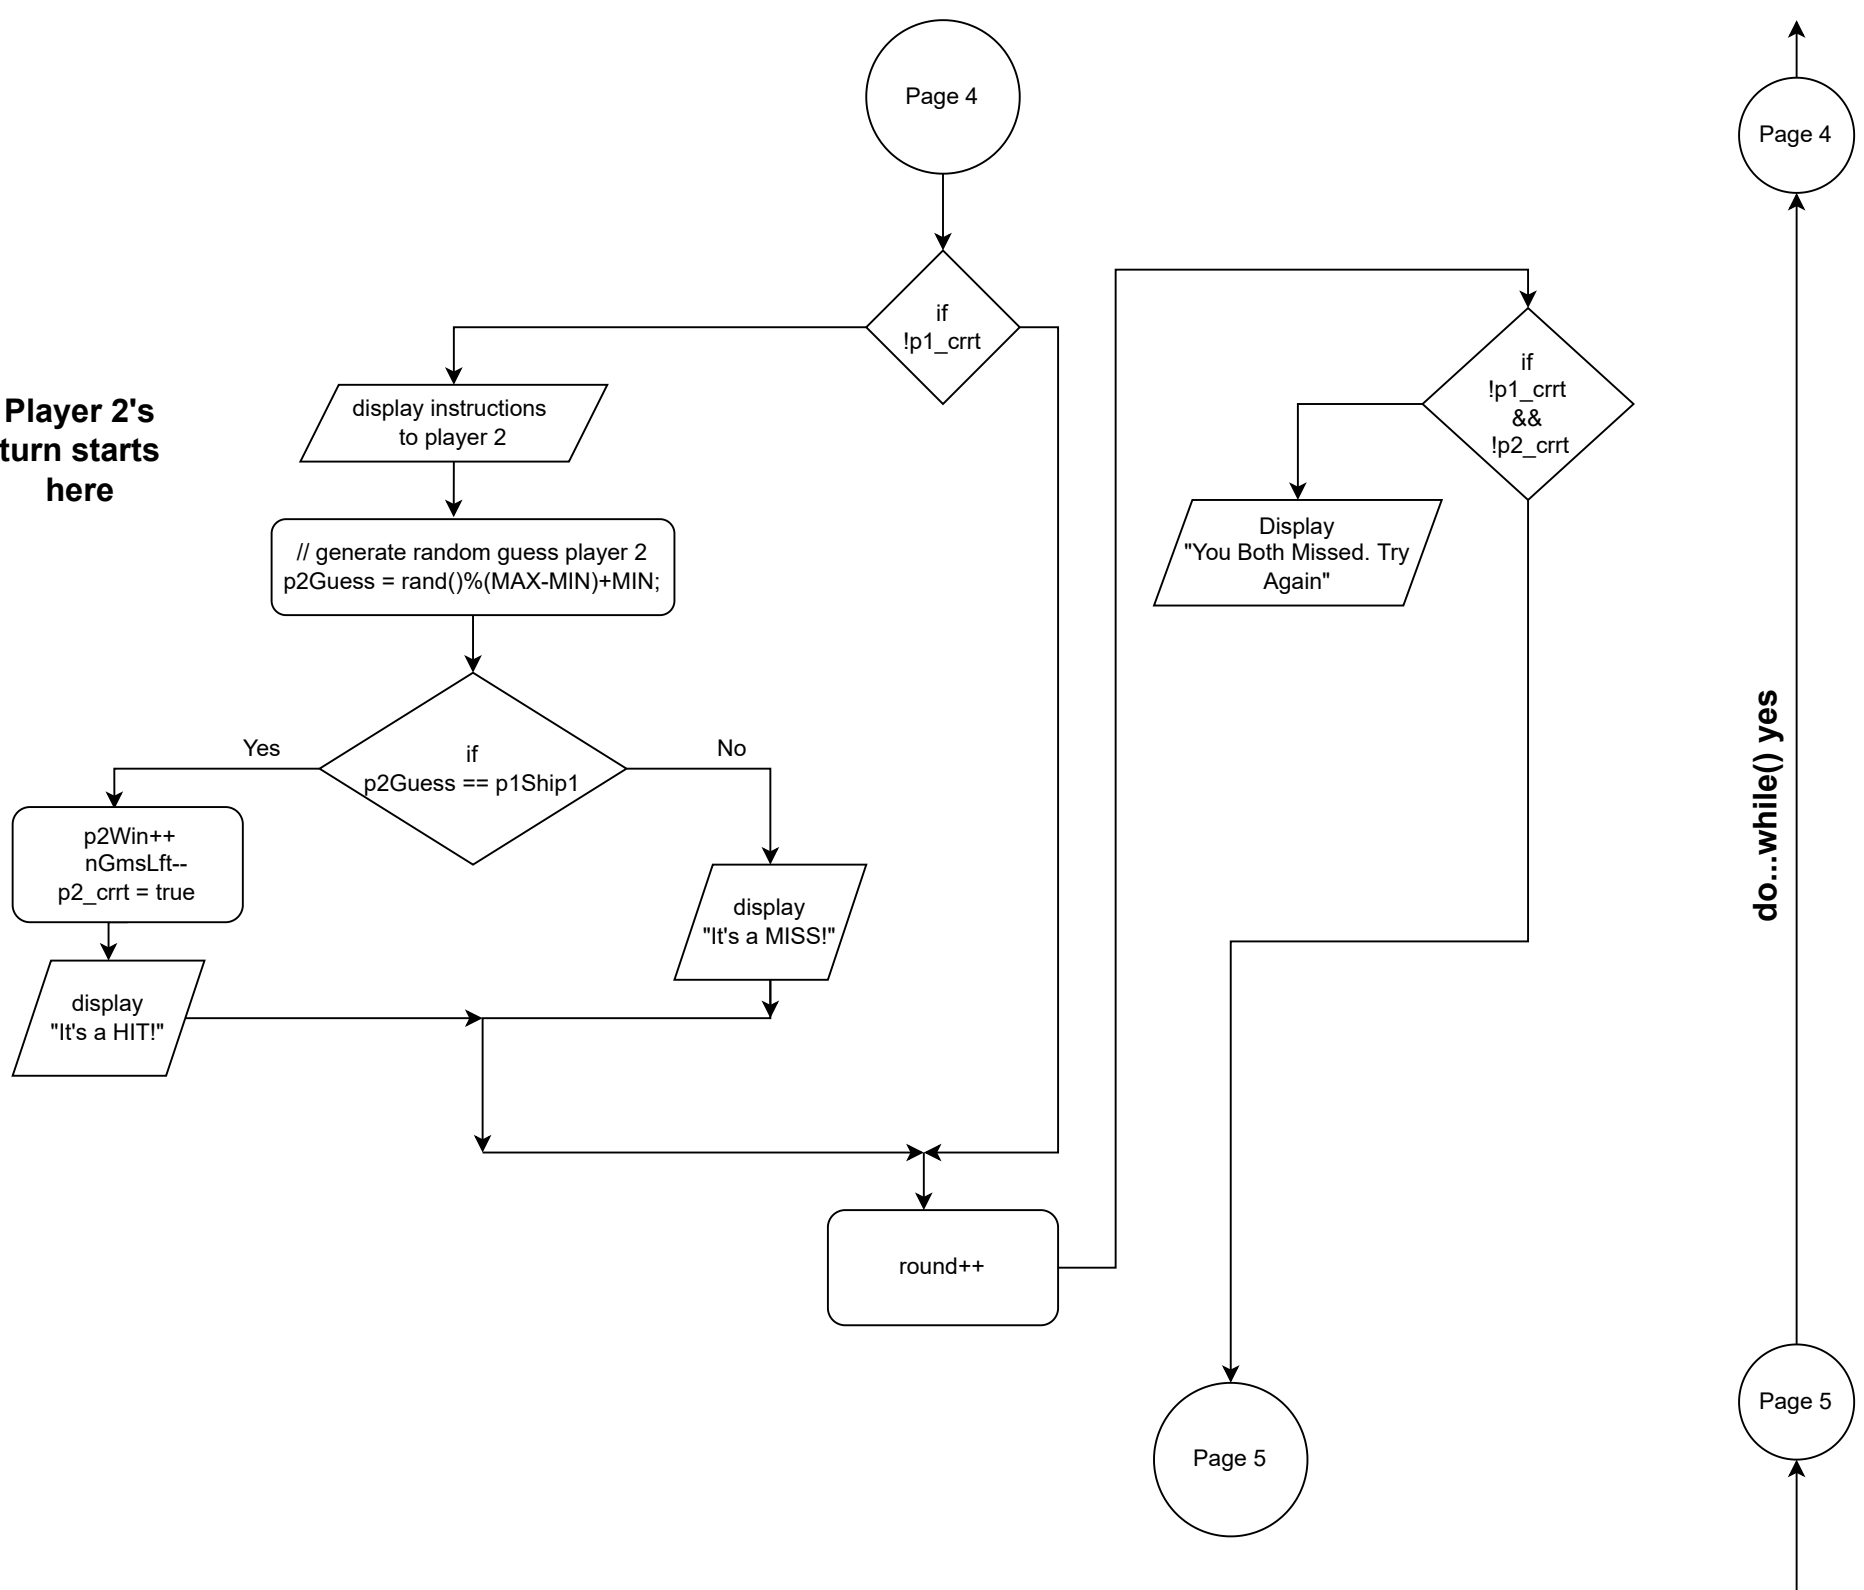 Page 4
Page 4
if
!p1_crrt
if
!p1_crrt
&&
!p2_crrt
Player 2's
turn starts
here
display instructions
to player 2
// generate random guess player 2
p2Guess = rand()%(MAX-MIN)+MIN;
Display
"You Both Missed. Try
Again"
Yes
if
p2Guess == p1Ship1
No
do...while() yes
p2Win++
nGmsLft--
p2_crrt = true
display
"It's a MISS!"
display
"It's a HIT!"
round++
Page 5
Page 5